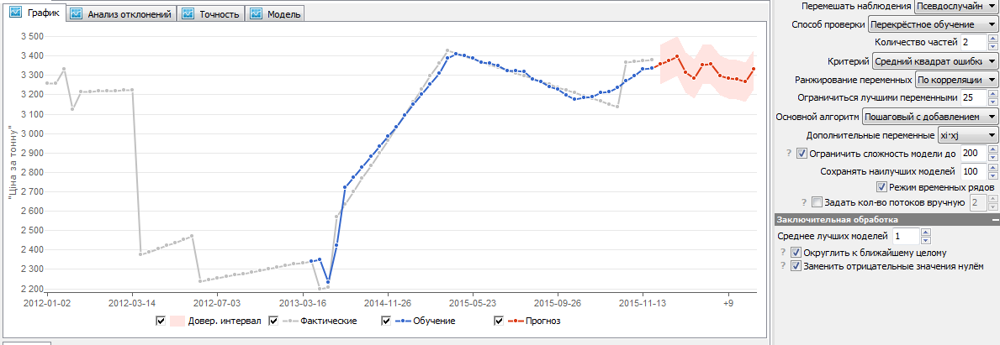 График
Анализ отклонений
Точность
Модель
"Ціна за тонну"
3 500
3 400
3 300
3 200
3 100
3 000
2 900
2 800
2 700
2 600
2 500
2 400
2 300
2 200
2012-01-02
2012-03-14
2012-07-03
2013-03-16
2014-11-26
2015-05-23
2015-09-26
2015-11-13
+9
Довер. интервал
Фактические
Обучение
Прогноз
Перемешать наблюдения Псевдослучайн
Способ проверки Перекрёстное обучение
Количество частей 2
Критерий Средний квадрат ошибки
Ранжирование переменных По корреляции
Ограничиться лучшими переменными 25
Основной алгоритм Пошаговый с добавлением
Дополнительные переменные xi·xj
? Ограничить сложность модели до 200
Сохранять наилучших моделей 100
Режим временных рядов
? Задать кол-во потоков вручную 2
Заключительная обработка
Среднее лучших моделей 1
? Округлить к ближайшему целому
? Заменить отрицательные значения нулём